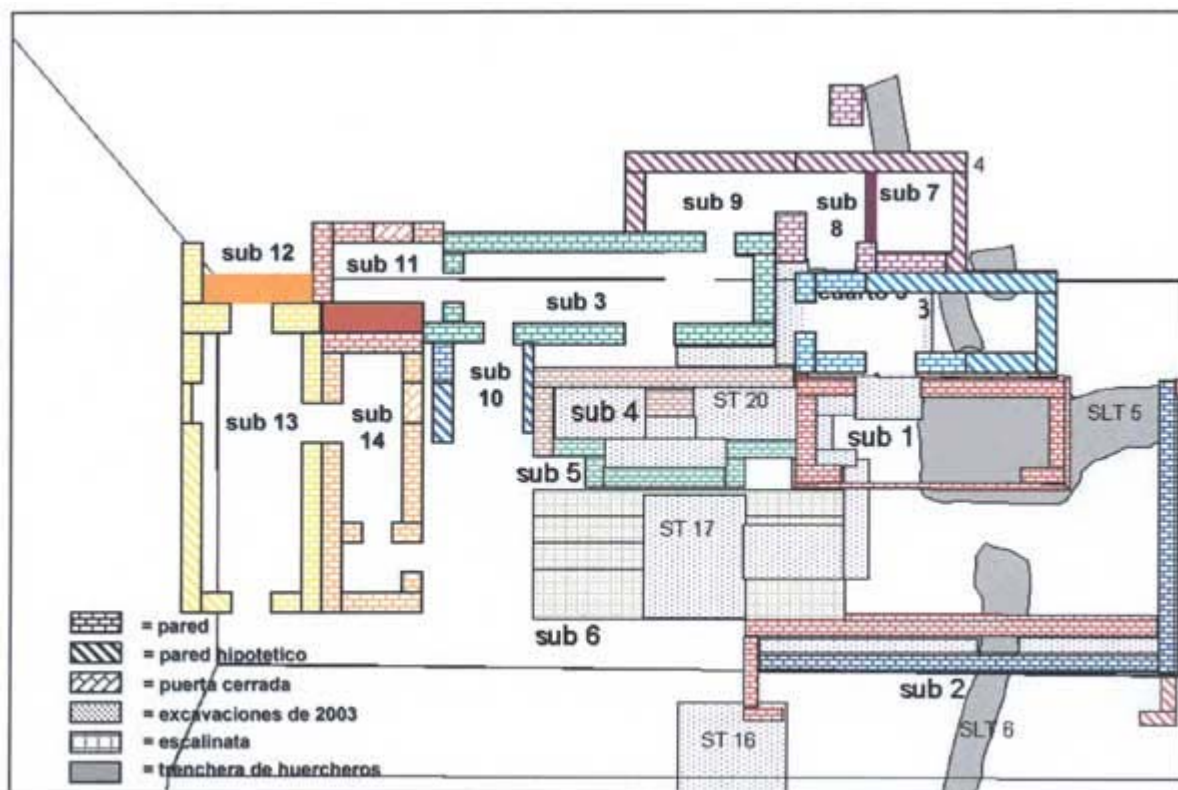 4
sub 9
sub 7
sub 8
sub 12
sub 11
sub 3
cuarto
3
sub 10
sub 4
ST 20
SLT 5
sub 13
sub 14
sub 1
sub 5
ST 17
sub 6
= pared
= pared hipotetico
= puerta cerrada
= excavaciones de 2003
= escalinata
= trenchera de huercheros
sub 2
ST 16
SLT 6